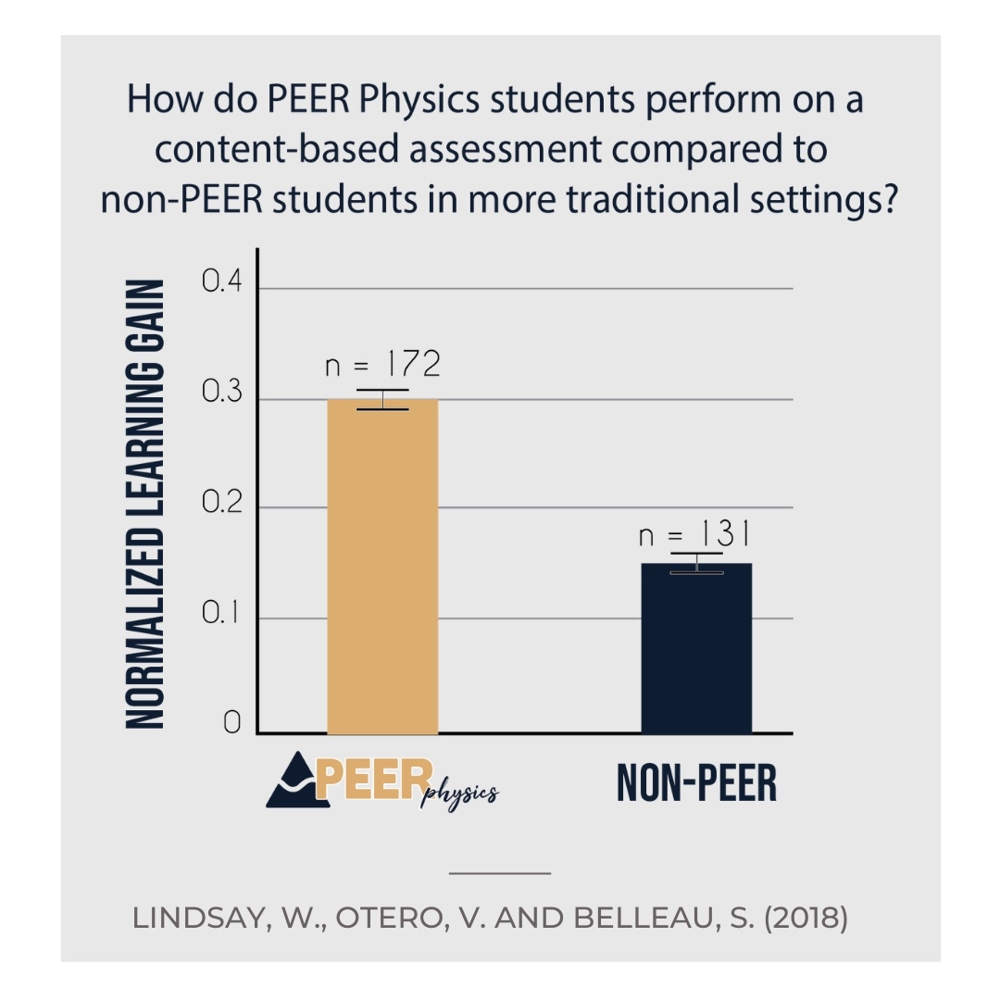 How do PEER Physics students perform on a
content-based assessment compared to
non-PEER students in more traditional settings?
NORMALIZED LEARNING GAIN
0.4
n = 172
0.3
0.2
n = 131
0.1
0
PEER physics
NON-PEER
LINDSAY, W., OTERO, V. AND BELLEAU, S. (2018)